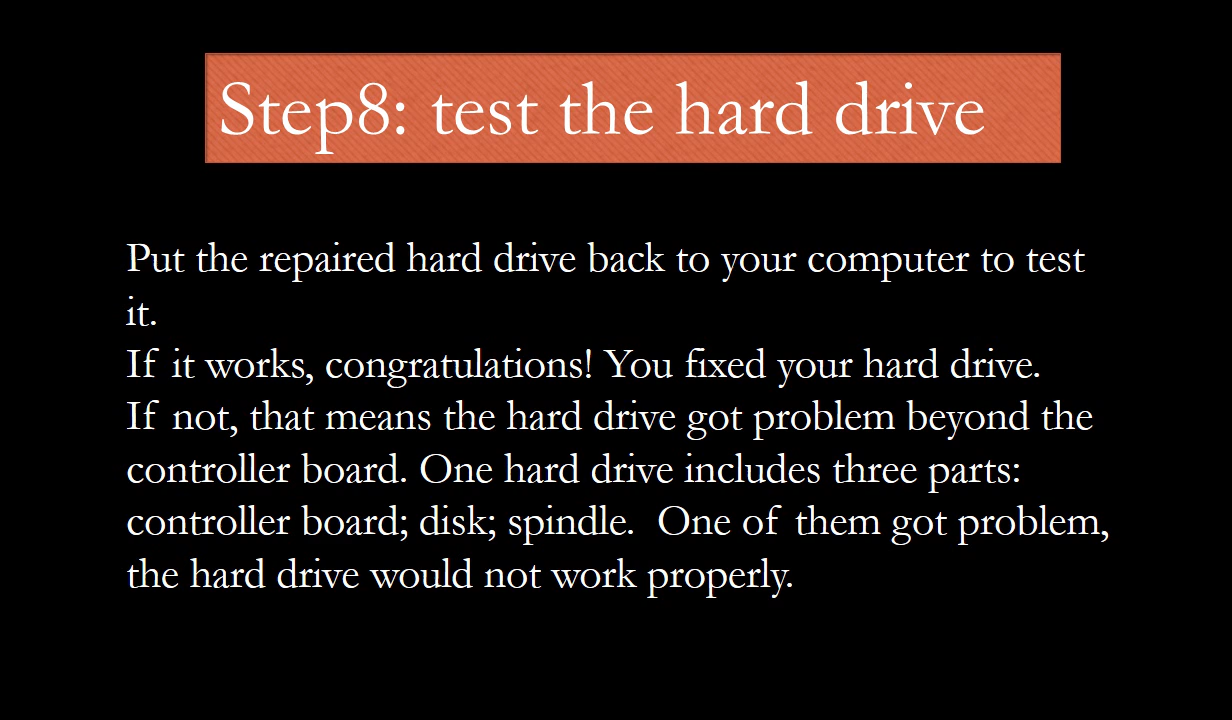 Step8: test the hard drive
Put the repaired hard drive back to your computer to test
it.
If it works, congratulations! You fixed your hard drive.
If not, that means the hard drive got problem beyond the
controller board. One hard drive includes three parts:
controller board; disk; spindle.  One of them got problem,
the hard drive would not work properly.